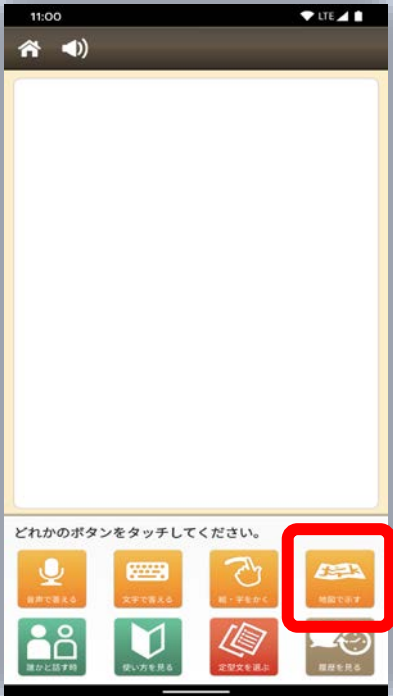 11:00 LTE
どれかのボタンをタッチしてください。
音声で答える 文字で答える 絵・字をかく 地図で示す
誰かと話す時 使い方を見る 定型文を選ぶ 履歴を見る